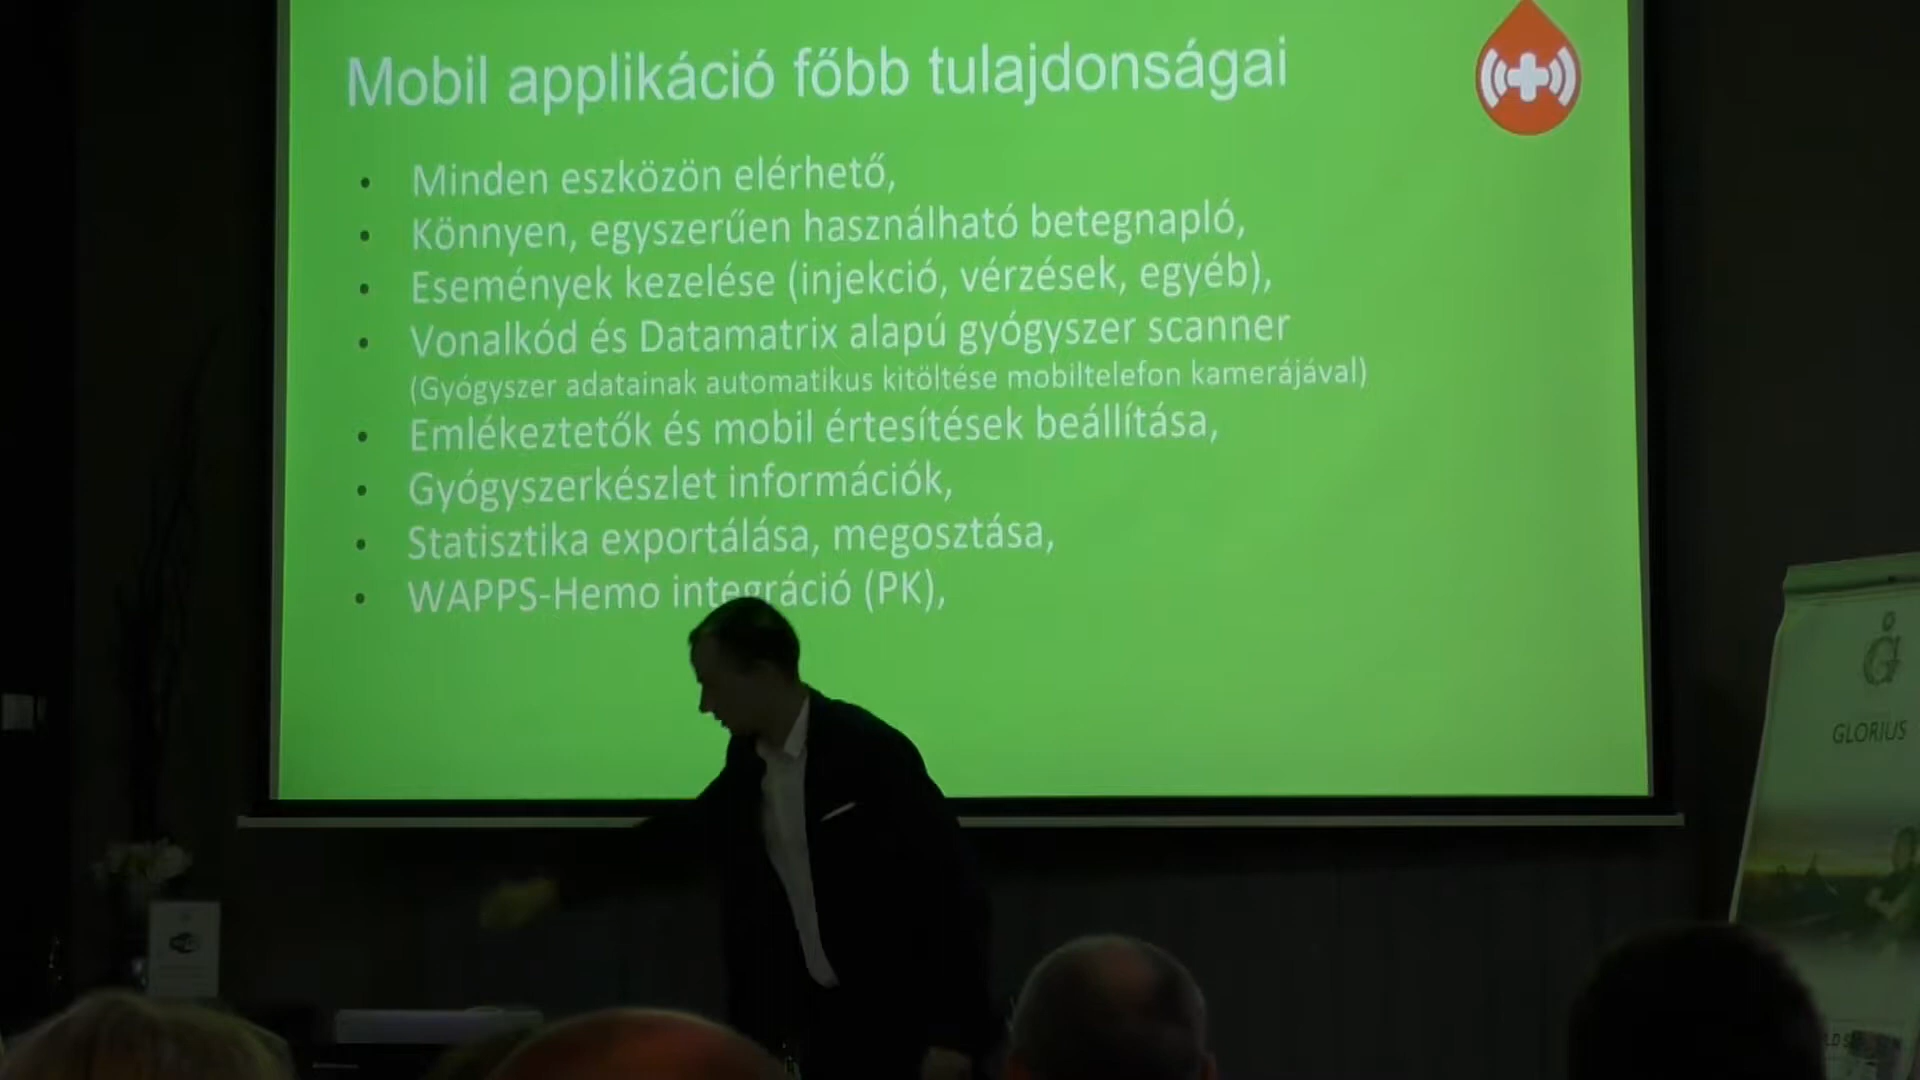 Mobil applikáció főbb tulajdonságai
• Minden eszközön elérhető,
• Könnyen, egyszerűen használható betegnapló,
• Események kezelése (injekció, vérzések, egyéb),
• Vonalkód és Datamatrix alapú gyógyszer scanner
(Gyógyszer adatainak automatikus kitöltése mobiltelefon kamerájával)
• Emlékeztetők és mobil értesítések beállítása,
• Gyógyszerkészlet információk,
• Statisztika exportálása, megosztása,
• WAPPS-Hemo integráció (PK),
GLORIUS